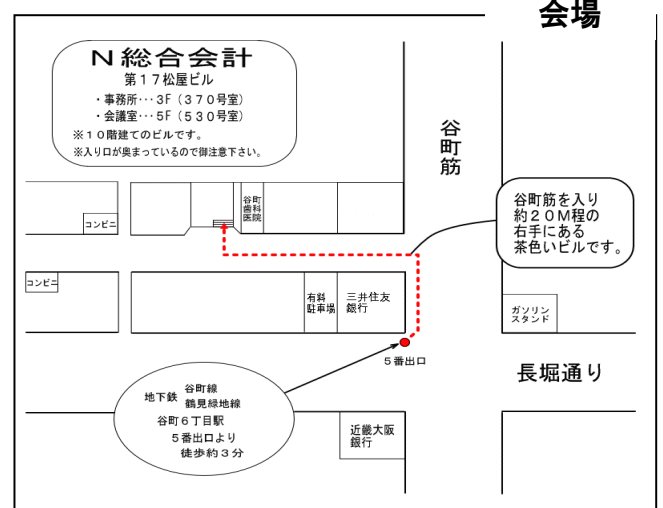 会場
N総合会計
第17松屋ビル
・事務所･･･3F（370号室）
・会議室･･･5F（530号室）
※10階建てのビルです。
※入り口が奥まっているので御注意下さい。
谷町筋
谷町
歯科
医院
コンビニ
谷町筋を入り
約20M程の
右手にある
茶色いビルです。
コンビニ
有料
駐車場
三井住友
銀行
ガソリン
スタンド
5番出口
長堀通り
地下鉄
谷町線
鶴見緑地線
谷町6丁目駅
5番出口より
徒歩約3分
近畿大阪
銀行